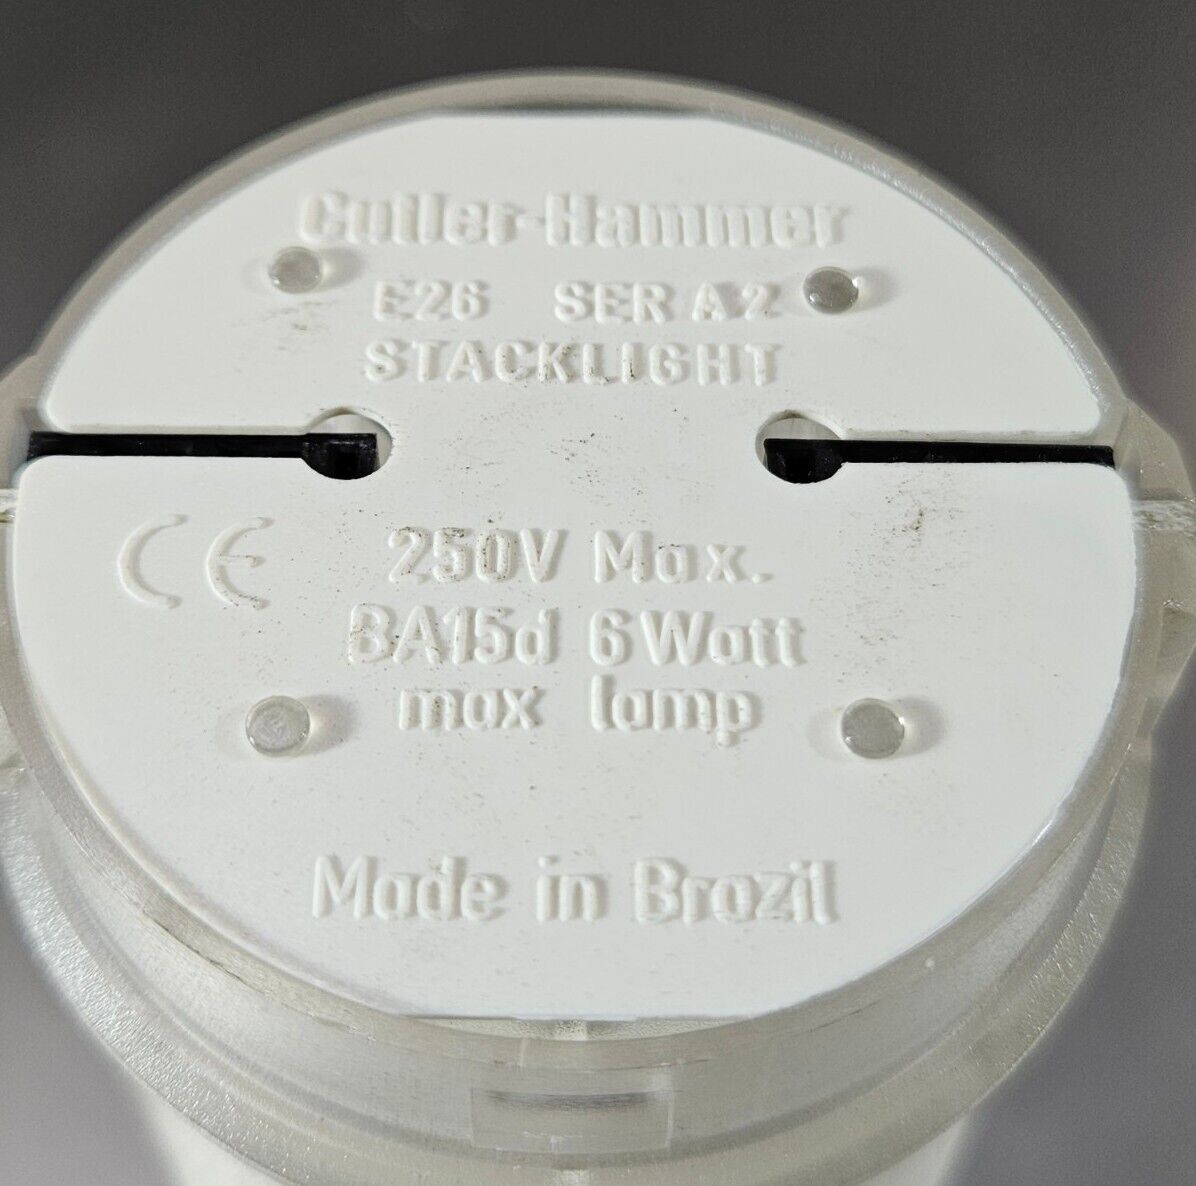 Cutler-Hammer
E26 SER A2
STACKLIGHT
CE 250V Max.
BA15d 6 Watt
max lamp
Made in Brazil